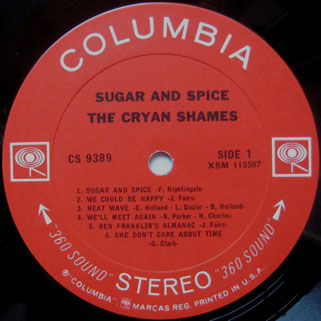 COLUMBIA
SUGAR AND SPICE
THE CRYAN SHAMES
CS 9389
SIDE 1
XSM 115507
1. SUGAR AND SPICE -F. Nightingale-
2. WE COULD BE HAPPY -J. Fairs-
3. HEAT WAVE -E. Holland - L. Dozier - B. Holland-
4. WE'LL MEET AGAIN -R. Parker - H. Charles-
5. BEN FRANKLIN'S ALMANAC -J. Fairs-
6. SHE DON'T CARE ABOUT TIME
-G. Clark-
"360 SOUND" STEREO "360 SOUND"
® "COLUMBIA", MARCAS REG. PRINTED IN U.S.A.